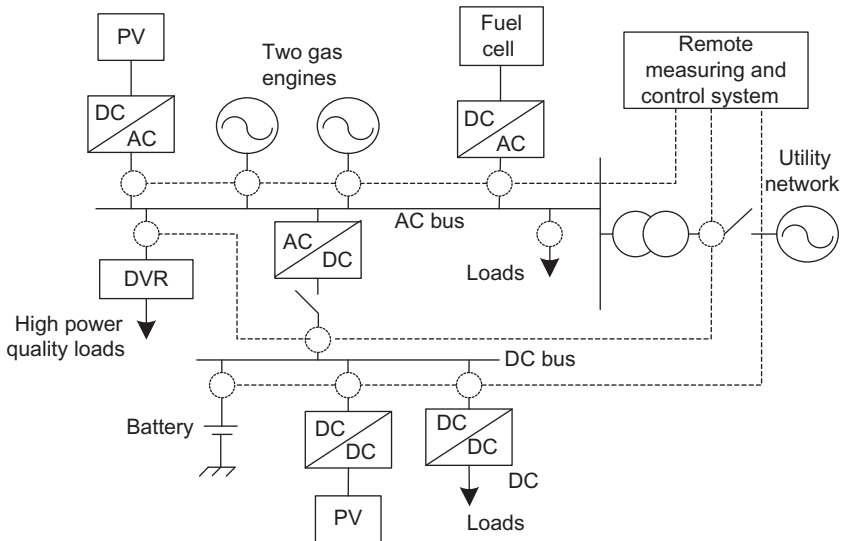 PV
Two gas
engines
Fuel
cell
Remote
measuring and
control system
DC
AC
DC
AC
Utility
network
AC bus
AC
DC
Loads
DVR
High power
quality loads
DC bus
Battery
DC
DC
DC
DC
DC
PV
Loads